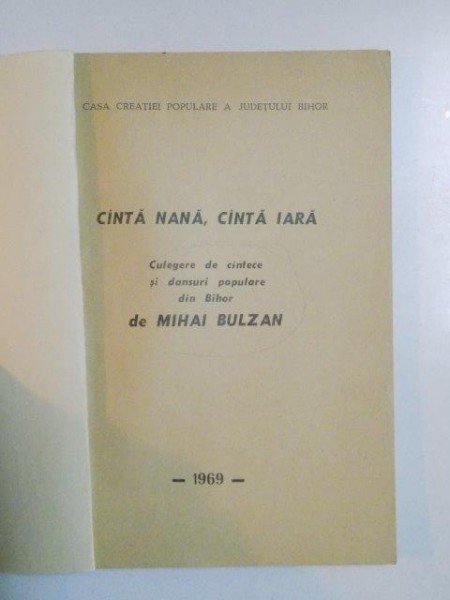 CASA CREAȚIEI POPULARE A JUDEȚULUI BIHOR
CÎNTĂ NANĂ, CÎNTĂ IARĂ
Culegere de cîntece
și dansuri populare
din Bihor
de MIHAI BULZAN
— 1969 —